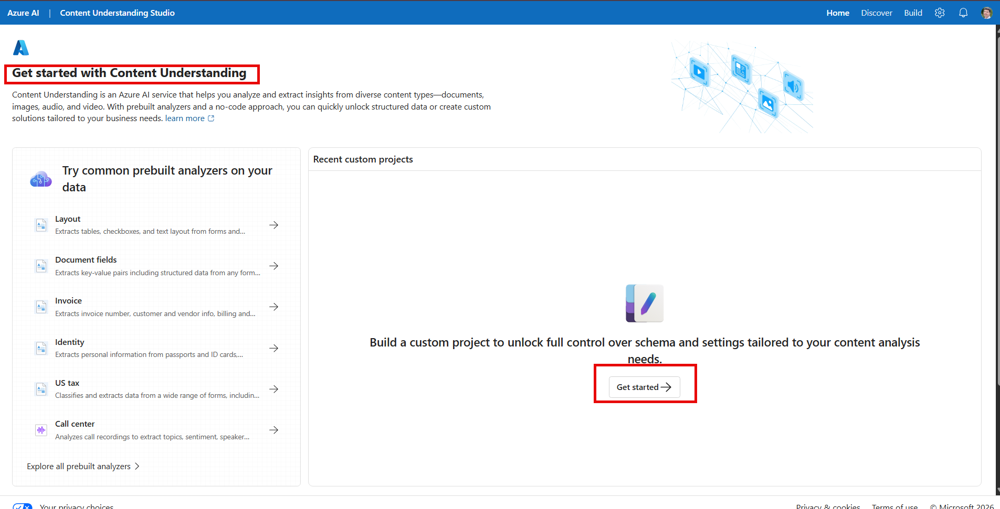 Azure AI | Content Understanding Studio
Home Discover Build
Get started with Content Understanding
Content Understanding is an Azure AI service that helps you analyze and extract insights from diverse content types—documents,
images, audio, and video. With prebuilt analyzers and a no-code approach, you can quickly unlock structured data or create custom
solutions tailored to your business needs. learn more
Try common prebuilt analyzers on your
data
Layout
Extracts tables, checkboxes, and text layout from forms and...
Document fields
Extracts key-value pairs including structured data from any form...
Invoice
Extracts invoice number, customer and vendor info, billing and...
Identity
Extracts personal information from passports and ID cards,...
US tax
Classifies and extracts data from a wide range of forms, includin...
Call center
Analyzes call recordings to extract topics, sentiment, speaker...
Explore all prebuilt analyzers
Recent custom projects
Build a custom project to unlock full control over schema and settings tailored to your content analysis
needs.
Get started
Your privacy choices
Privacy & cookies Terms of use © Microsoft 2026